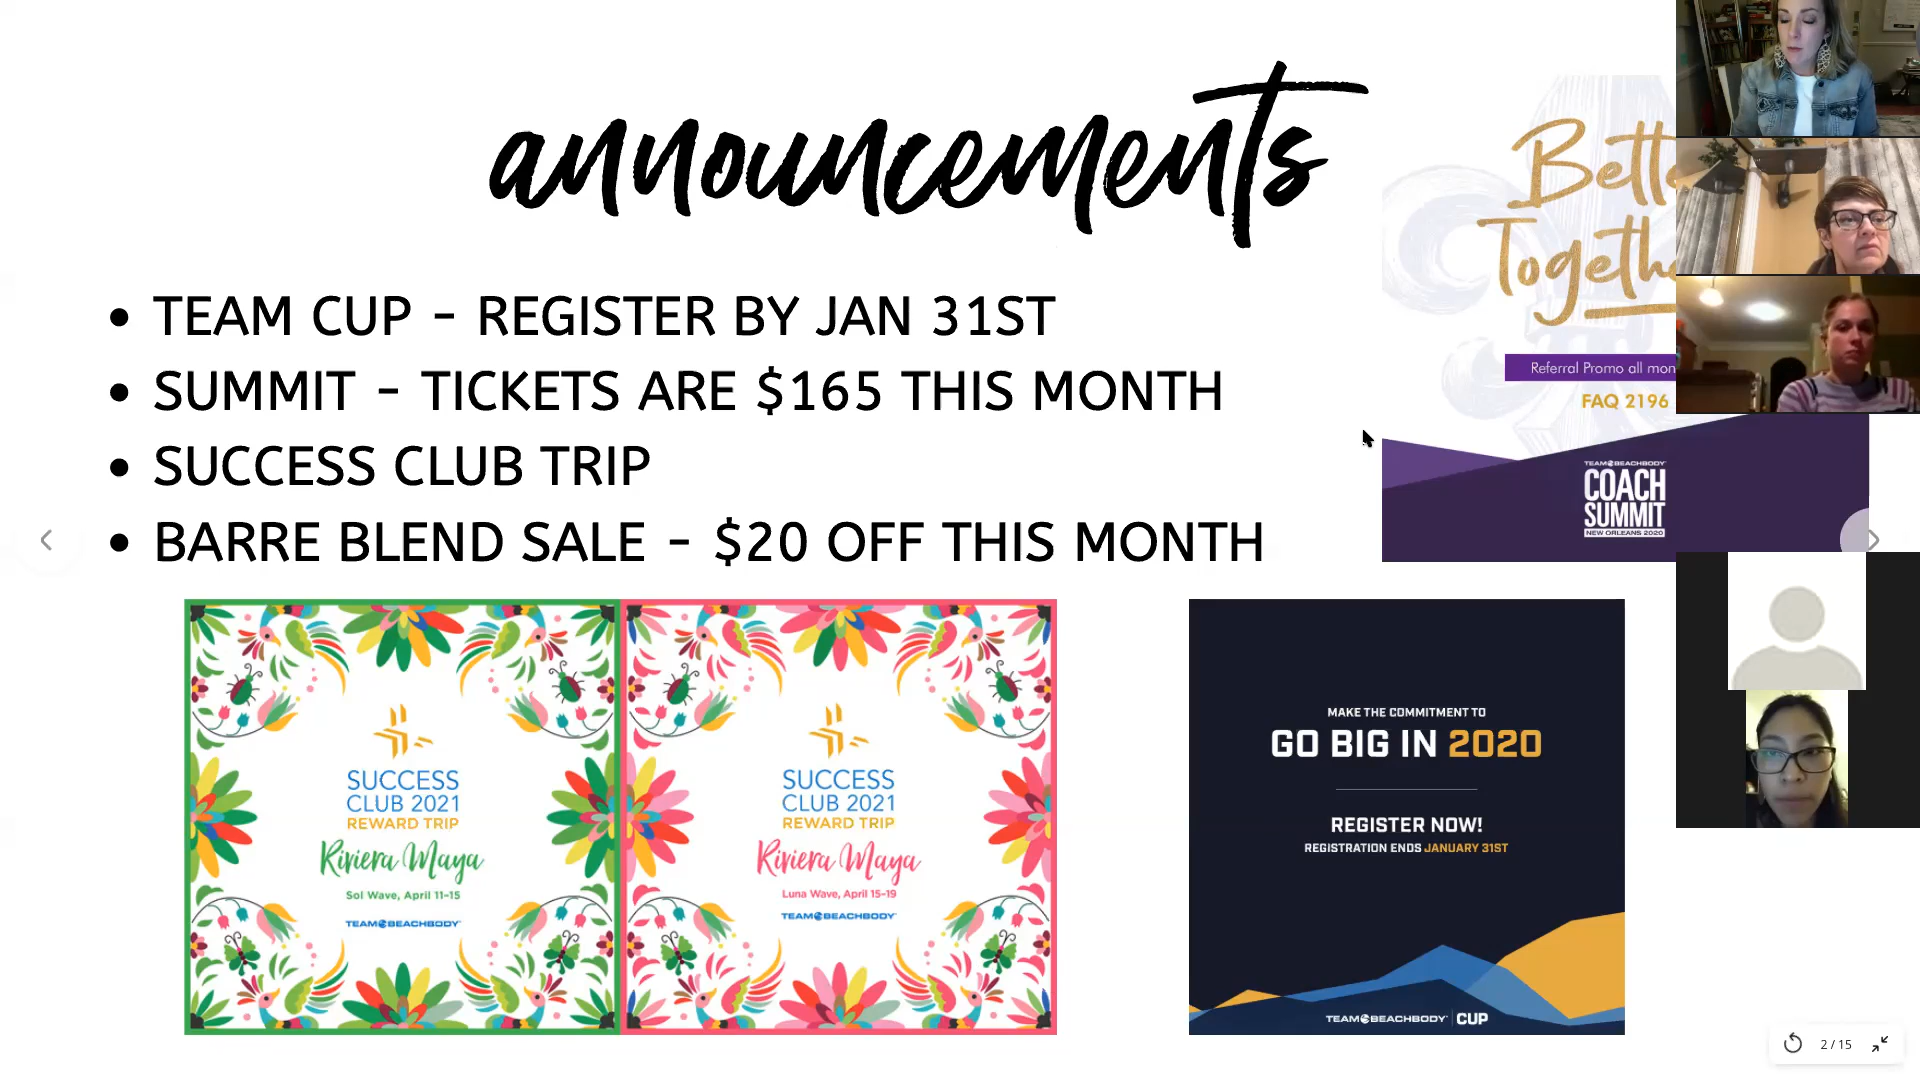 announcements
• TEAM CUP - REGISTER BY JAN 31ST
• SUMMIT - TICKETS ARE $165 THIS MONTH
• SUCCESS CLUB TRIP
• BARRE BLEND SALE - $20 OFF THIS MONTH
Bette
Togethe
Referral Promo all mon
FAQ 2196
TEAM BEACHBODY
COACH
SUMMIT
NEW ORLEANS 2020
SUCCESS
CLUB 2021
REWARD TRIP
Riviera Maya
Sol Wave, April 11-15
TEAM BEACHBODY
SUCCESS
CLUB 2021
REWARD TRIP
Riviera Maya
Luna Wave, April 15-19
TEAM BEACHBODY
MAKE THE COMMITMENT TO
GO BIG IN 2020
REGISTER NOW!
REGISTRATION ENDS JANUARY 31ST
TEAM BEACHBODY | CUP
2 / 15